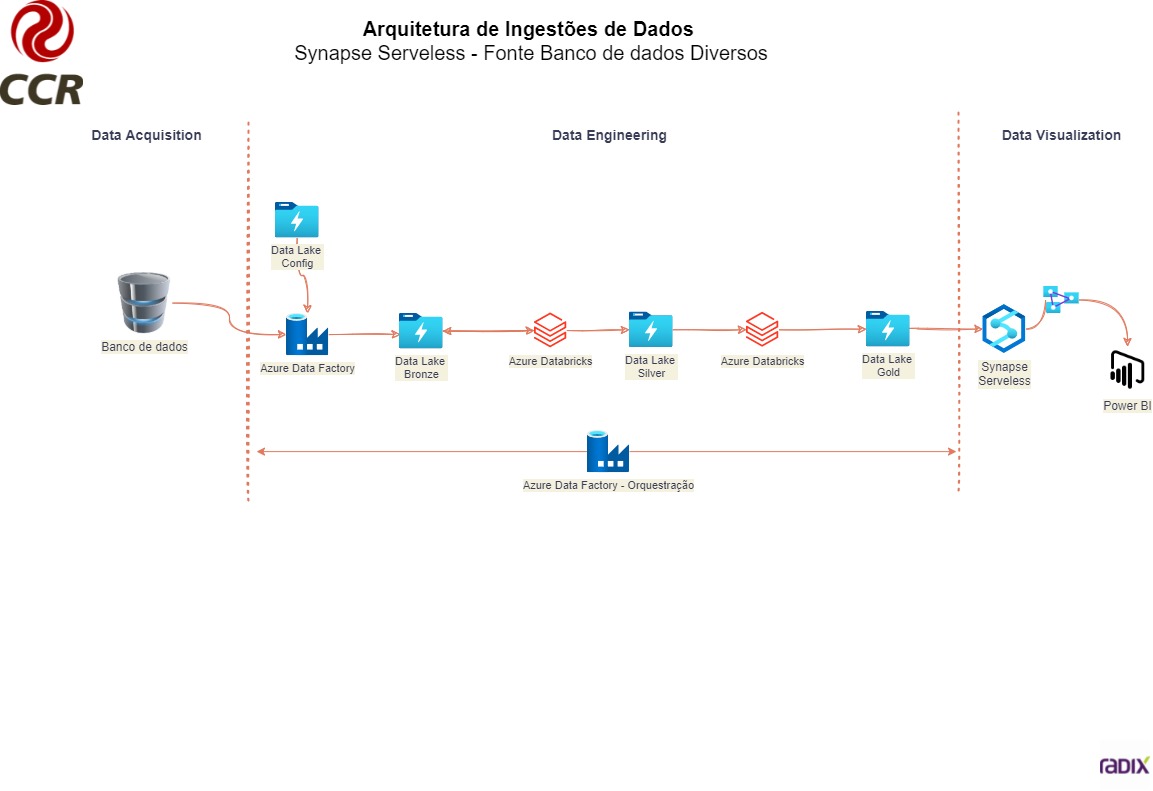 CCR
Arquitetura de Ingestões de Dados
Synapse Serveless - Fonte Banco de dados Diversos
Data Acquisition
Data Engineering
Data Visualization
Data Lake
Config
Banco de dados
Azure Data Factory
Data Lake
Bronze
Azure Databricks
Data Lake
Silver
Azure Databricks
Data Lake
Gold
Synapse
Serveless
Power BI
Azure Data Factory - Orquestração
radix